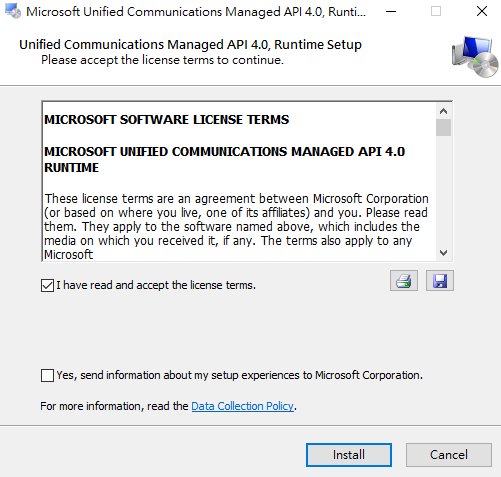 Microsoft Unified Communications Managed API 4.0, Runti...
Unified Communications Managed API 4.0, Runtime Setup
Please accept the license terms to continue.
MICROSOFT SOFTWARE LICENSE TERMS
MICROSOFT UNIFIED COMMUNICATIONS MANAGED API 4.0
RUNTIME
These license terms are an agreement between Microsoft Corporation
(or based on where you live, one of its affiliates) and you. Please read
them. They apply to the software named above, which includes the
media on which you received it, if any. The terms also apply to any
Microsoft
I have read and accept the license terms.
Yes, send information about my setup experiences to Microsoft Corporation.
For more information, read the Data Collection Policy.
Install
Cancel